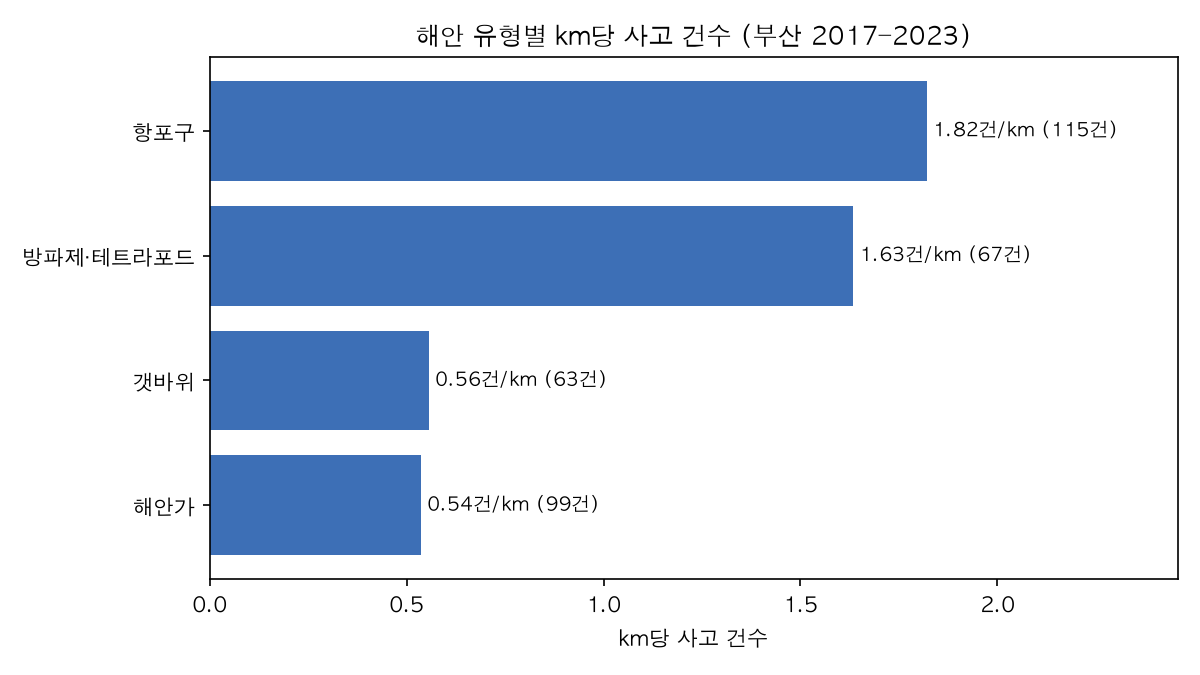 해안 유형별 km당 사고 건수 (부산 2017–2023)
항포구
1.82건/km (115건)
방파제·테트라포드
1.63건/km (67건)
갯바위
0.56건/km (63건)
해안가
0.54건/km (99건)
0.0 0.5 1.0 1.5 2.0
km당 사고 건수